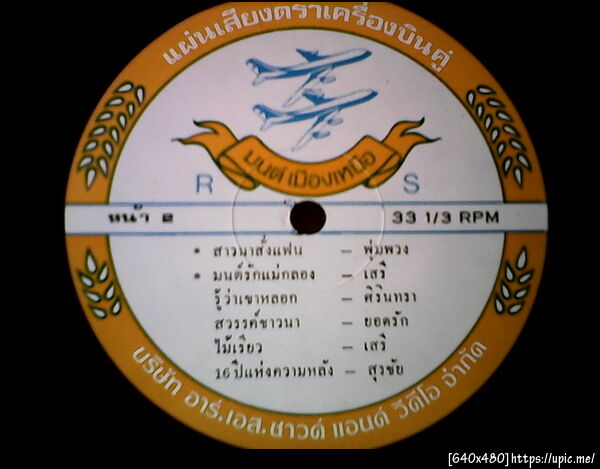 แผ่นเสียงตราเครื่องบินคู่
มนต์เมืองเหนือ
R S
หน้า 2 33 1/3 RPM
• สาวนาสั่งแฟน – พุ่มพวง
• มนต์รักแม่กลอง – เสรี
รู้ว่าเขาหลอก – ศิรินทรา
สวรรค์ชาวนา – ยอดรัก
ไม้เรียว – เสรี
16 ปีแห่งความหลัง – สุรชัย
บริษัท อาร์.เอส.ซาวด์ แอนด์ วีดีโอ จำกัด
[640x480]https://upic.me/